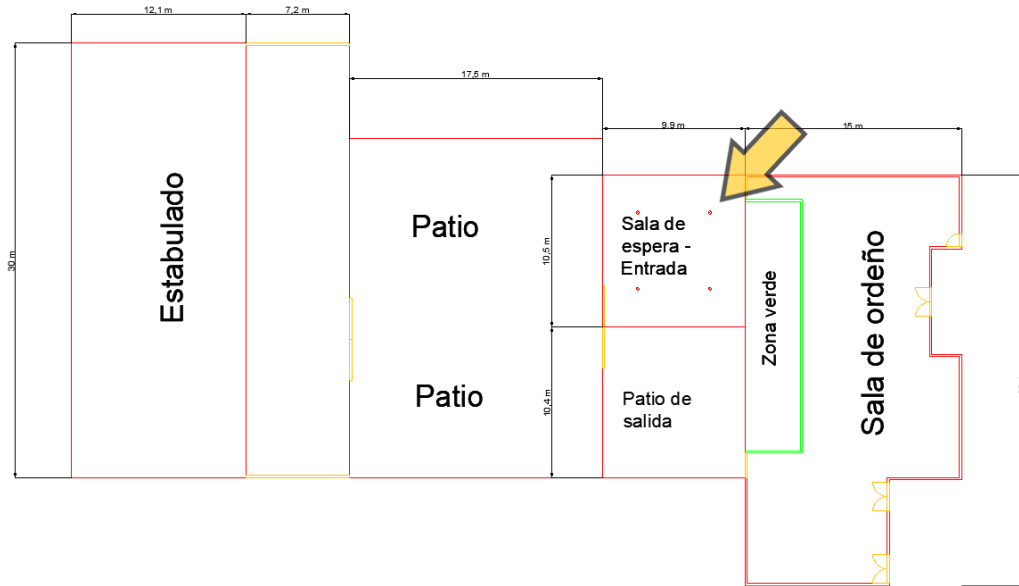 12,1 m
7,2 m
17,5 m
9,9 m
15 m
30 m
Estabulado
Patio
Patio
10,5 m
Sala de
espera -
Entrada
10,4 m
Patio de
salida
Zona verde
Sala de ordeño